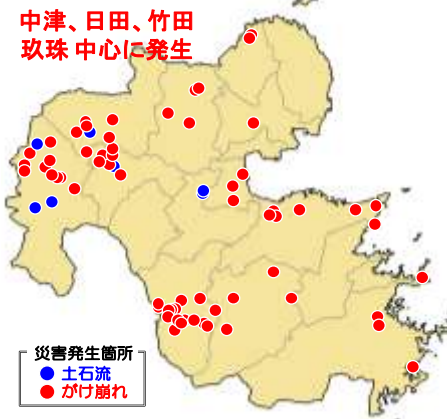 中津、日田、竹田
玖珠 中心に発生
災害発生箇所
土石流
がけ崩れ